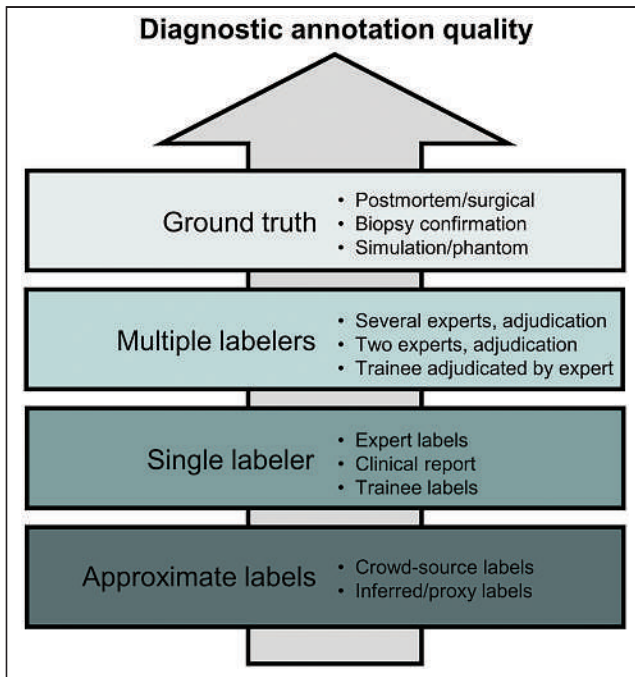 Diagnostic annotation quality
Ground truth
• Postmortem/surgical
• Biopsy confirmation
• Simulation/phantom
Multiple labelers
• Several experts, adjudication
• Two experts, adjudication
• Trainee adjudicated by expert
Single labeler
• Expert labels
• Clinical report
• Trainee labels
Approximate labels
• Crowd-source labels
• Inferred/proxy labels